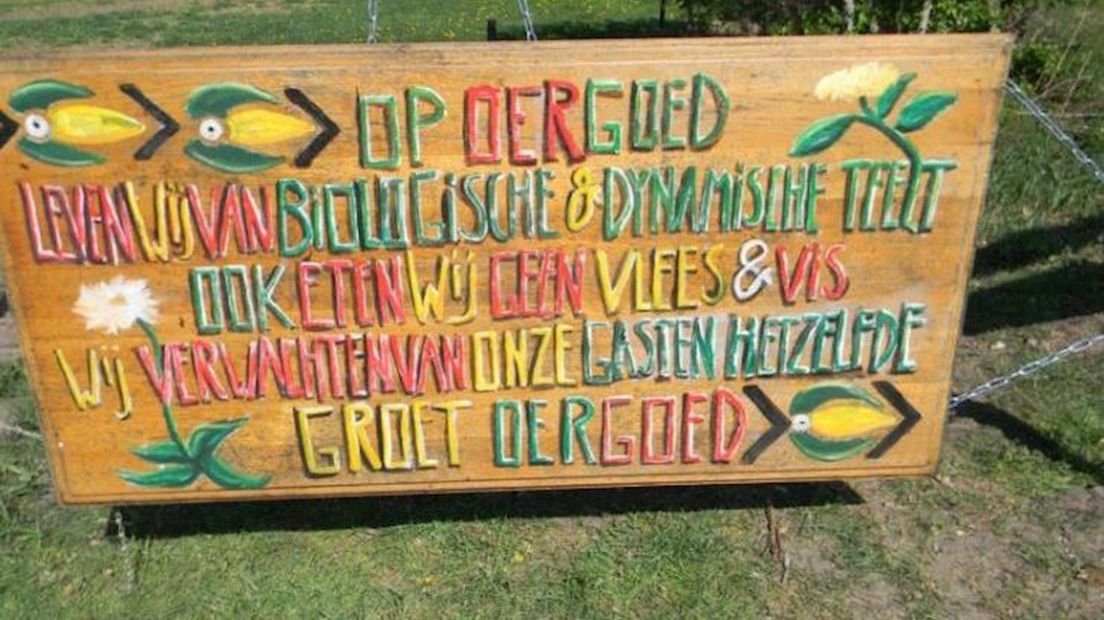 OP OERGOED
LEVEN WIJ VAN BIOLOGISCHE & DYNAMISCHE TEELT
OOK ETEN WIJ GEEN VLEES & VIS
WIJ VERWACHTEN VAN ONZE GASTEN HETZELFDE
GROET OERGOED